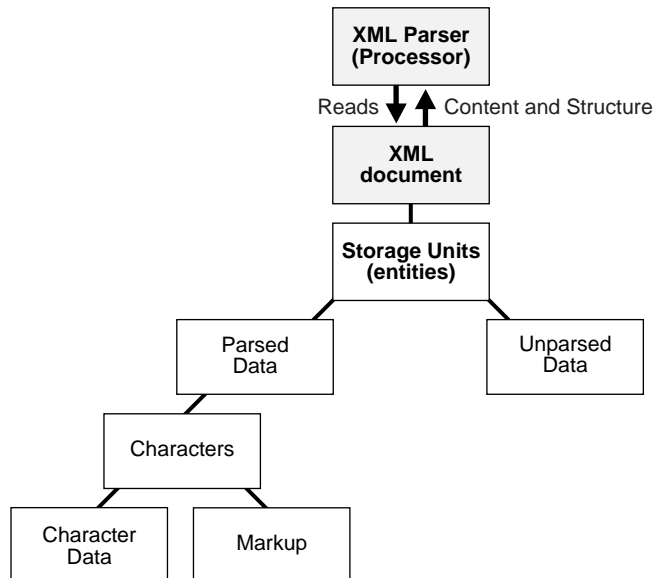 XML Parser
(Processor)
Reads
Content and Structure
XML
document
Storage Units
(entities)
Parsed
Data
Unparsed
Data
Characters
Character
Data
Markup